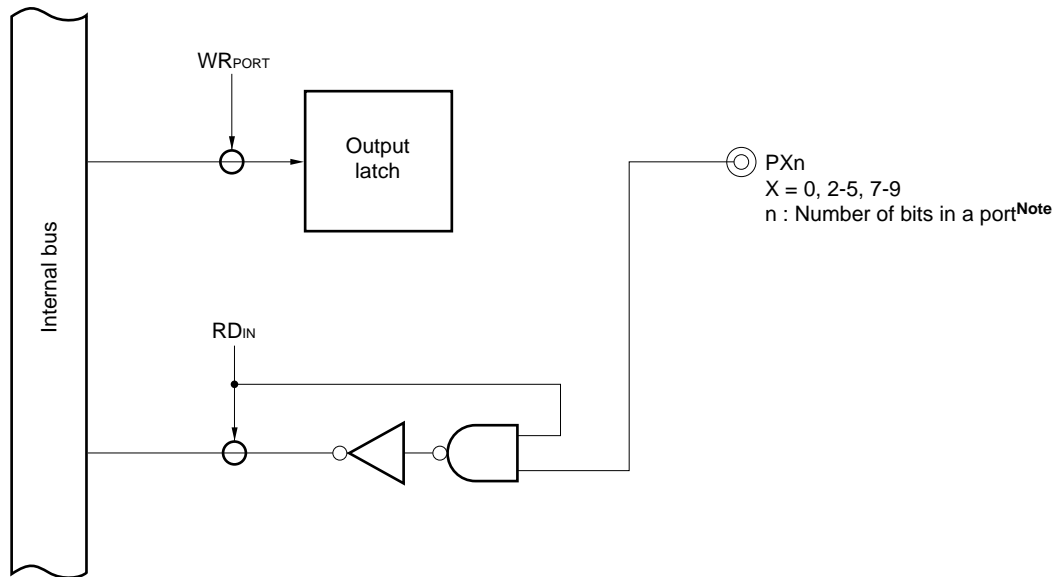 WRPORT
Output
latch
PXn
X = 0, 2-5, 7-9
n : Number of bits in a portNote
Internal bus
RDIN